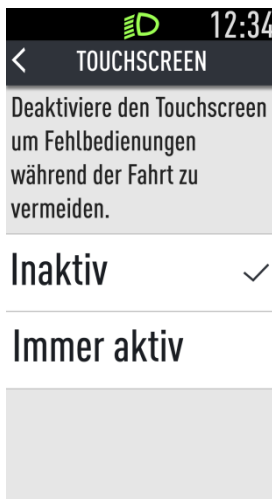 12:34
TOUCHSCREEN
Deaktiviere den Touchscreen
um Fehlbedienungen
während der Fahrt zu
vermeiden.
Inaktiv
Immer aktiv